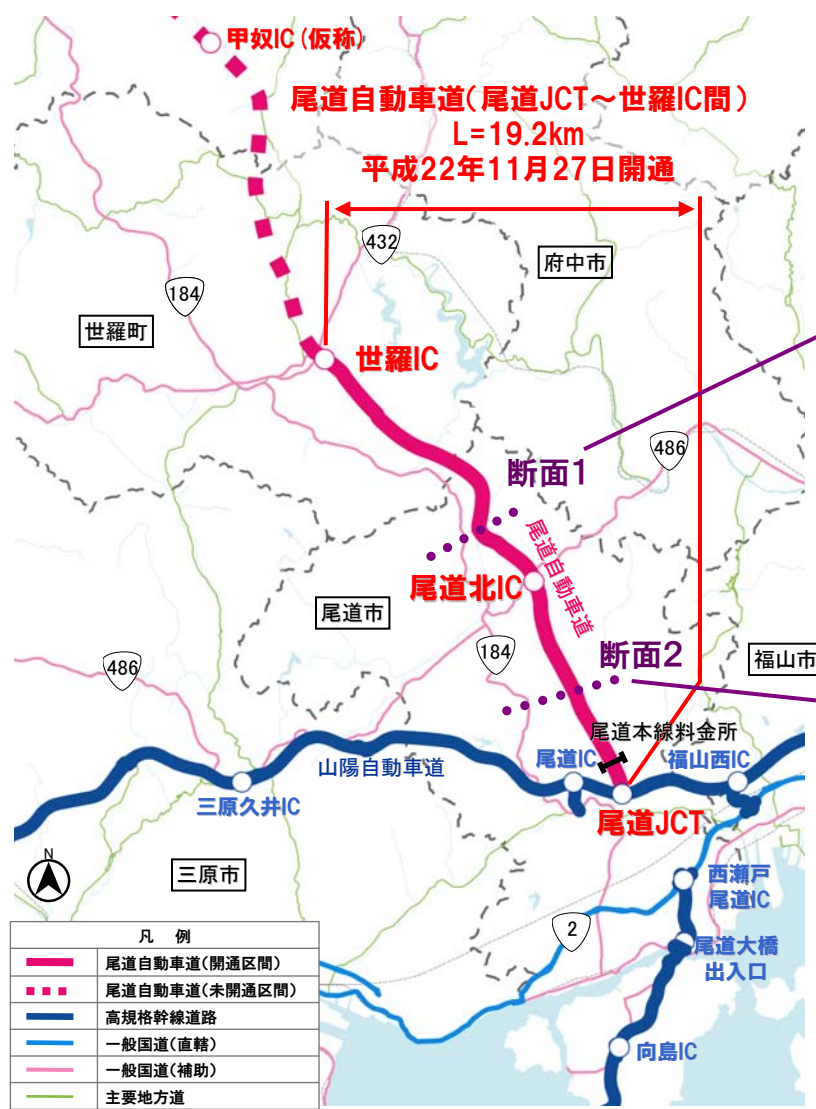 甲奴IC(仮称)
尾道自動車道(尾道JCT～世羅IC間)
L=19.2km
平成22年11月27日開通
432
府中市
184
世羅町
世羅IC
486
断面1
尾道自動車道
尾道北IC
尾道市
184
断面2
福山市
486
尾道本線料金所
尾道IC
福山西IC
山陽自動車道
三原久井IC
尾道JCT
N
三原市
西瀬戸
尾道IC
2
尾道大橋
出入口
向島IC
凡 例
尾道自動車道(開通区間)
尾道自動車道(未開通区間)
高規格幹線道路
一般国道(直轄)
一般国道(補助)
主要地方道